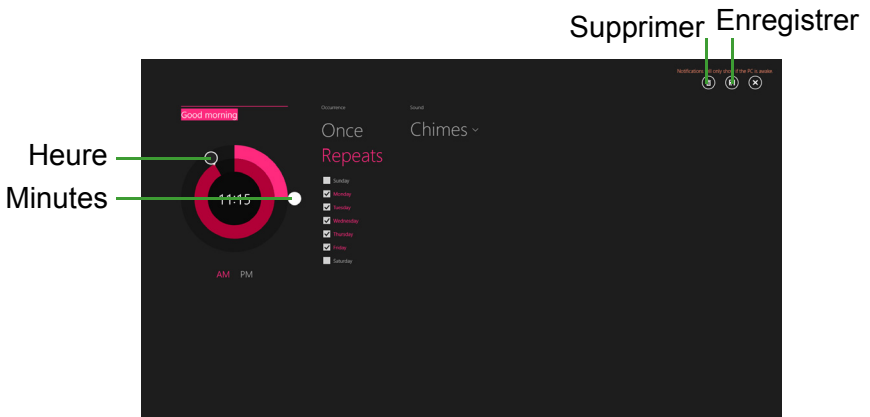 Supprimer Enregistrer
Notifications will only show if the PC is awake
Good morning
Occurrence
Sound
Once
Chimes
Repeats
Heure
Minutes
11:15
Sunday
Monday
Tuesday
Wednesday
Thursday
Friday
Saturday
AM PM